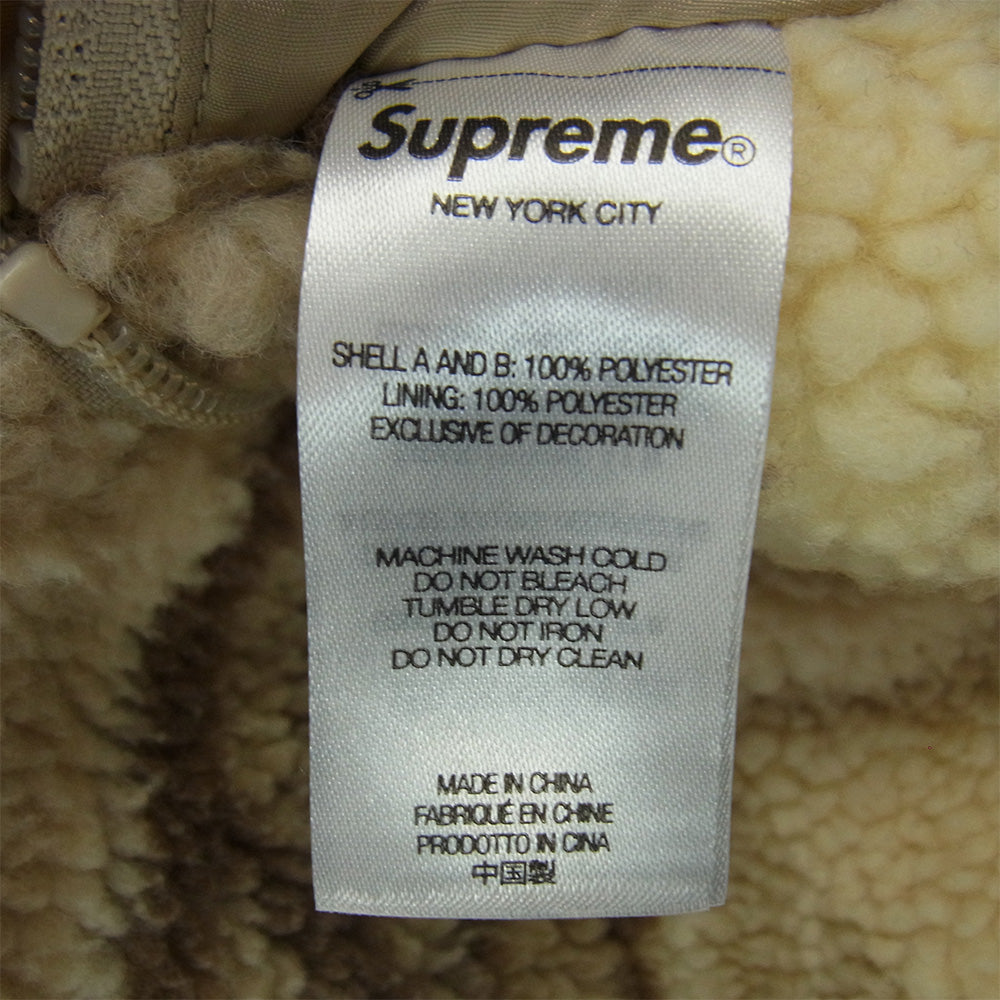 Supreme®
NEW YORK CITY
SHELL A AND B: 100% POLYESTER
LINING: 100% POLYESTER
EXCLUSIVE OF DECORATION
MACHINE WASH COLD
DO NOT BLEACH
TUMBLE DRY LOW
DO NOT IRON
DO NOT DRY CLEAN
MADE IN CHINA
FABRIQUÉ EN CHINE
PRODOTTO IN CINA
中国製